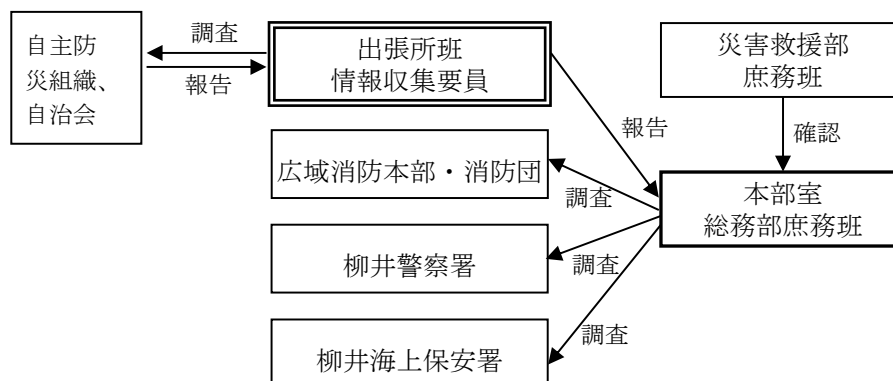 自主防
災組織、
自治会
調査
報告
出張所班
情報収集要員
災害救援部
庶務班
報告
確認
広域消防本部・消防団
調査
本部室
総務部庶務班
柳井警察署
調査
柳井海上保安署
調査